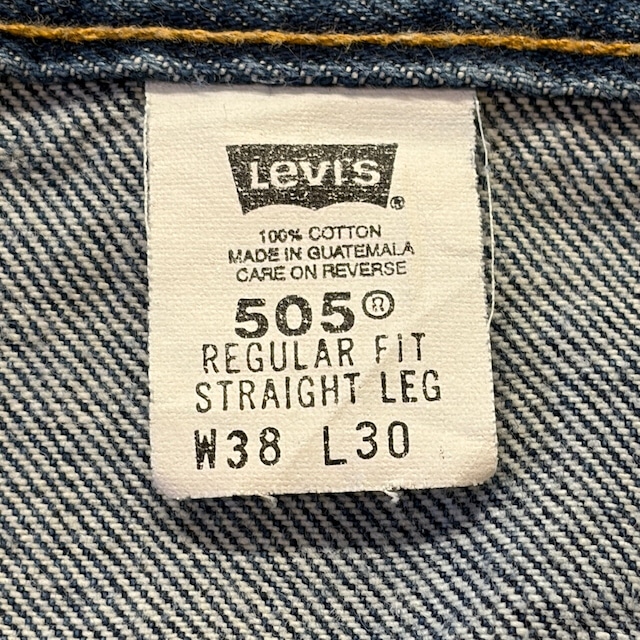 Levi's®
100% COTTON
MADE IN GUATEMALA
CARE ON REVERSE
505®
REGULAR FIT
STRAIGHT LEG
W38 L30